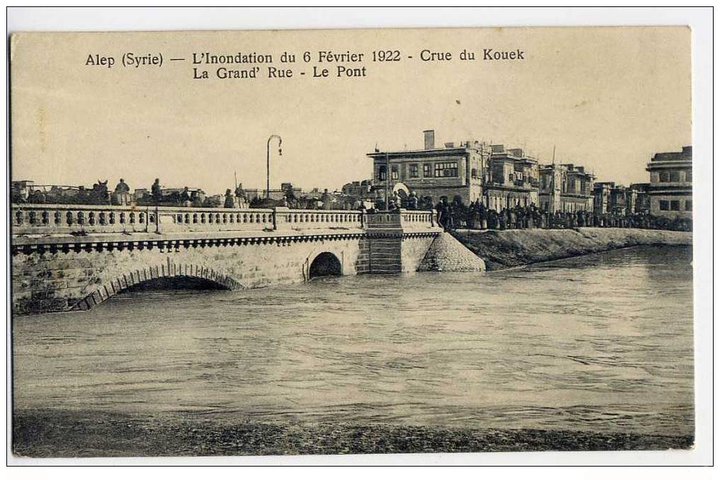 Alep (Syrie) — L'Inondation du 6 Février 1922 - Crue du Kouek
La Grand' Rue - Le Pont